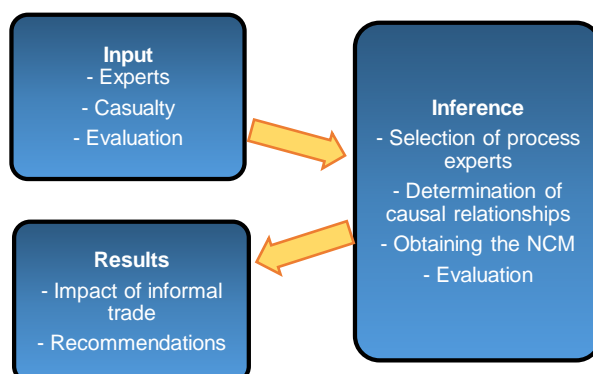 Input
- Experts
- Casualty
- Evaluation
Inference
- Selection of process
experts
- Determination of
causal relationships
- Obtaining the NCM
- Evaluation
Results
- Impact of informal
trade
- Recommendations